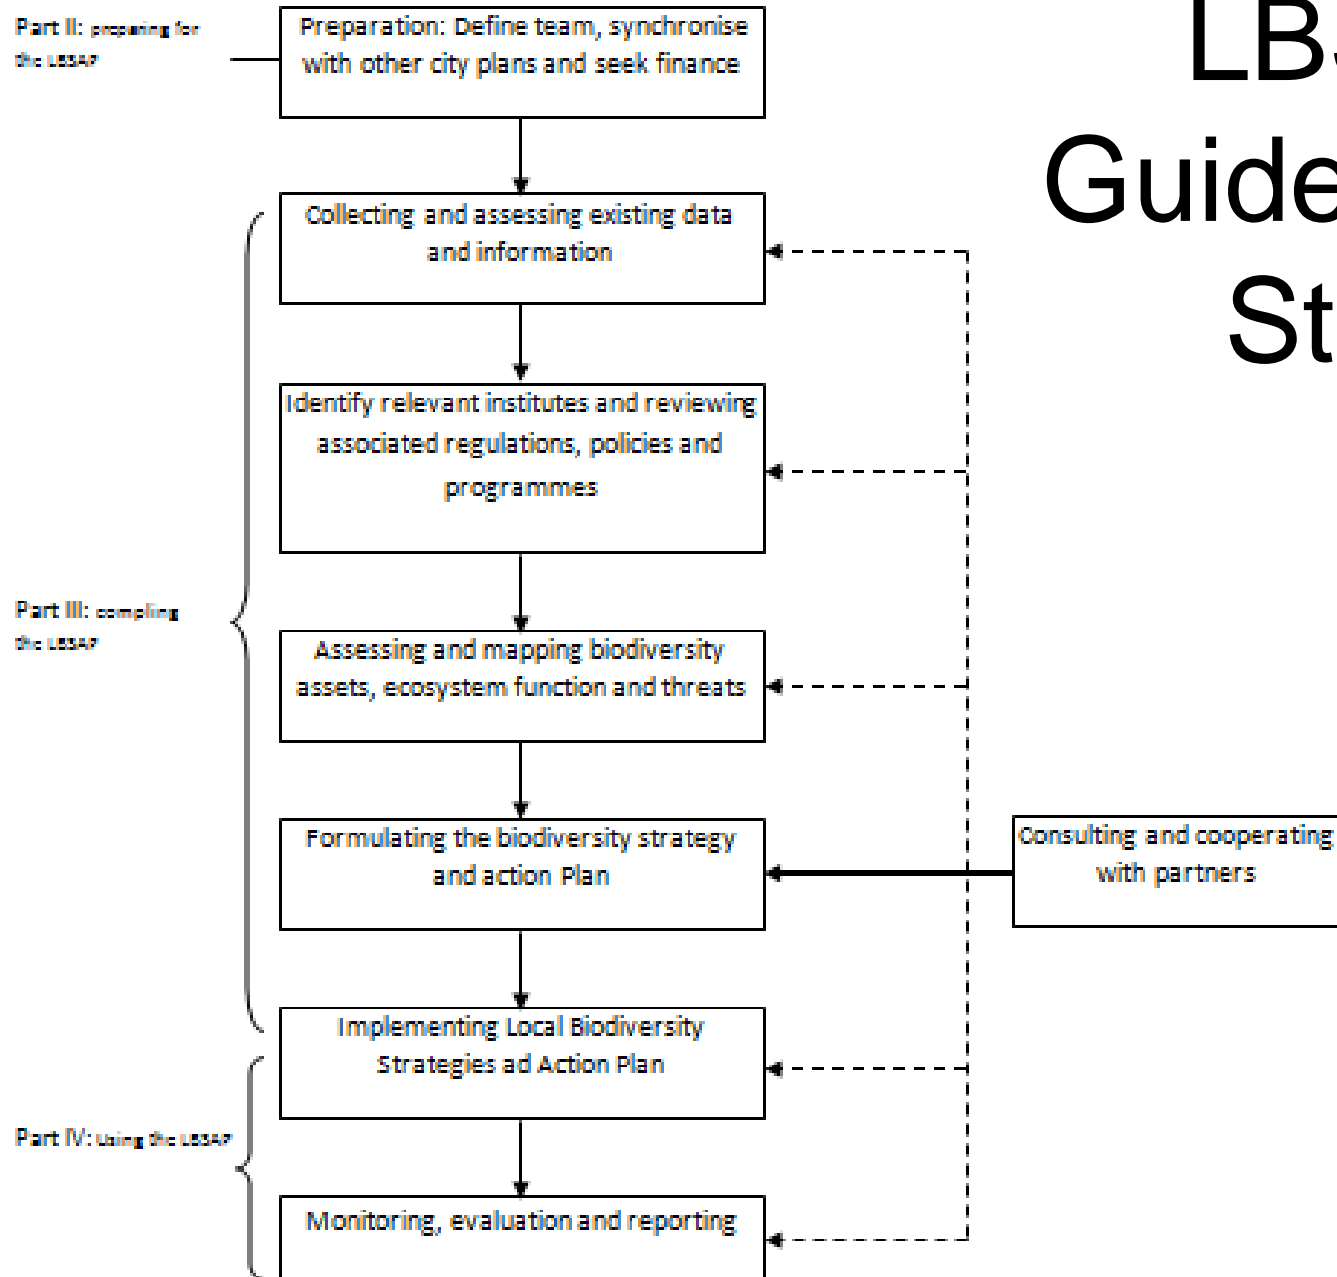 Part II: preparing for
the LBSAP
Preparation: Define team, synchronise
with other city plans and seek finance
LBS
Guide
St
Collecting and assessing existing data
and information
Identify relevant institutes and reviewing
associated regulations, policies and
programmes
Part III: compling
the LBSAP
Assessing and mapping biodiversity
assets, ecosystem function and threats
Formulating the biodiversity strategy
and action Plan
Consulting and cooperating
with partners
Implementing Local Biodiversity
Strategies ad Action Plan
Part IV: Using the LBSAP
Monitoring, evaluation and reporting